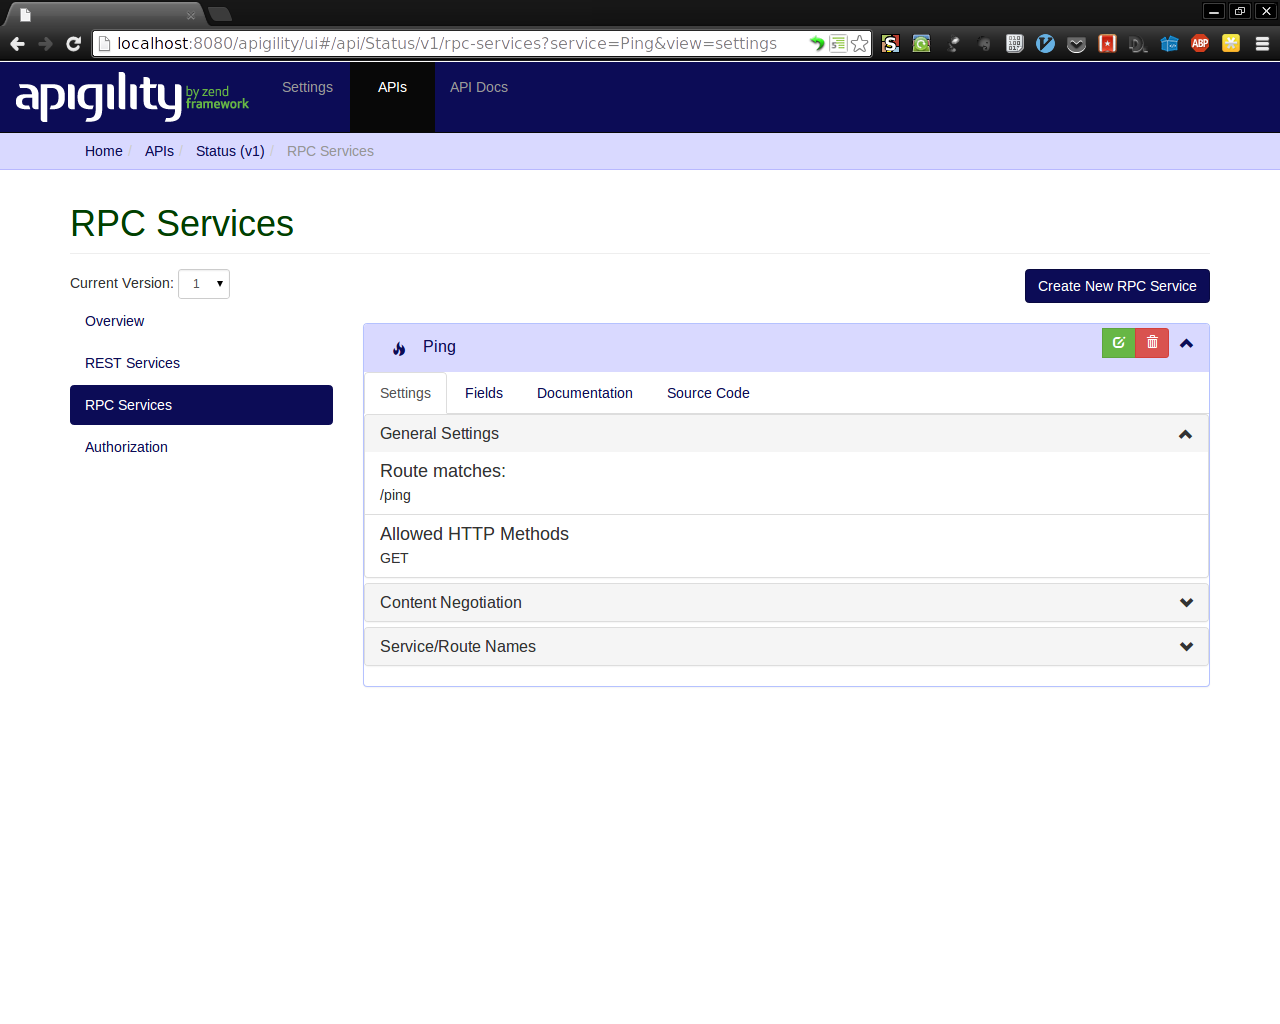 localhost:8080/apigility/ui#/api/Status/v1/rpc-services?service=Ping&view=settings
apigility by zend framework
Settings APIs API Docs
Home / APIs / Status (v1) / RPC Services
RPC Services
Current Version: 1
Create New RPC Service
Overview
REST Services
RPC Services
Authorization
Ping
Settings Fields Documentation Source Code
General Settings
Route matches:
/ping
Allowed HTTP Methods
GET
Content Negotiation
Service/Route Names